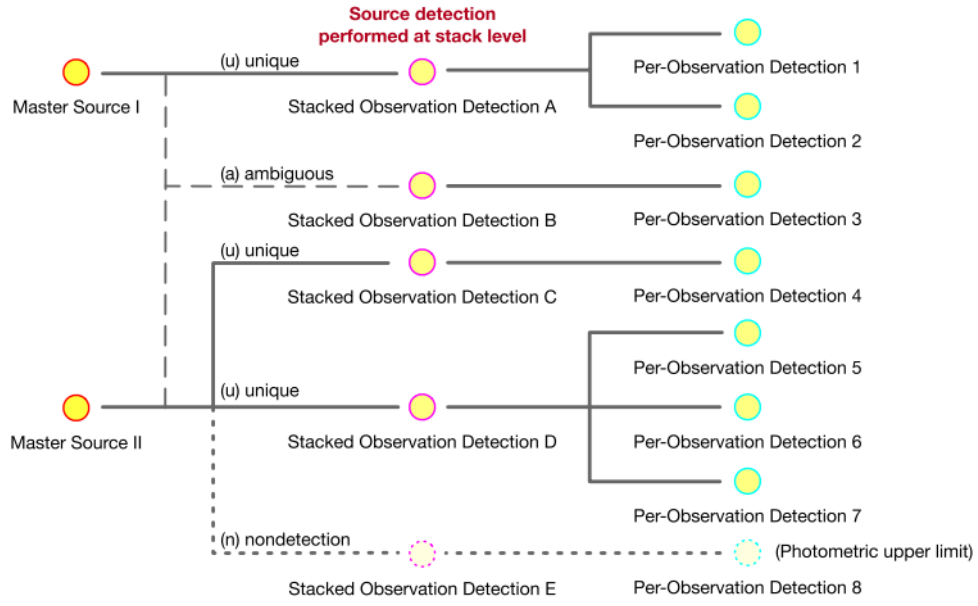 Source detection
performed at stack level
(u) unique
Master Source I
Stacked Observation Detection A
Per-Observation Detection 1
Per-Observation Detection 2
(a) ambiguous
Stacked Observation Detection B
Per-Observation Detection 3
(u) unique
Stacked Observation Detection C
Per-Observation Detection 4
Per-Observation Detection 5
(u) unique
Master Source II
Stacked Observation Detection D
Per-Observation Detection 6
Per-Observation Detection 7
(n) nondetection
(Photometric upper limit)
Stacked Observation Detection E
Per-Observation Detection 8